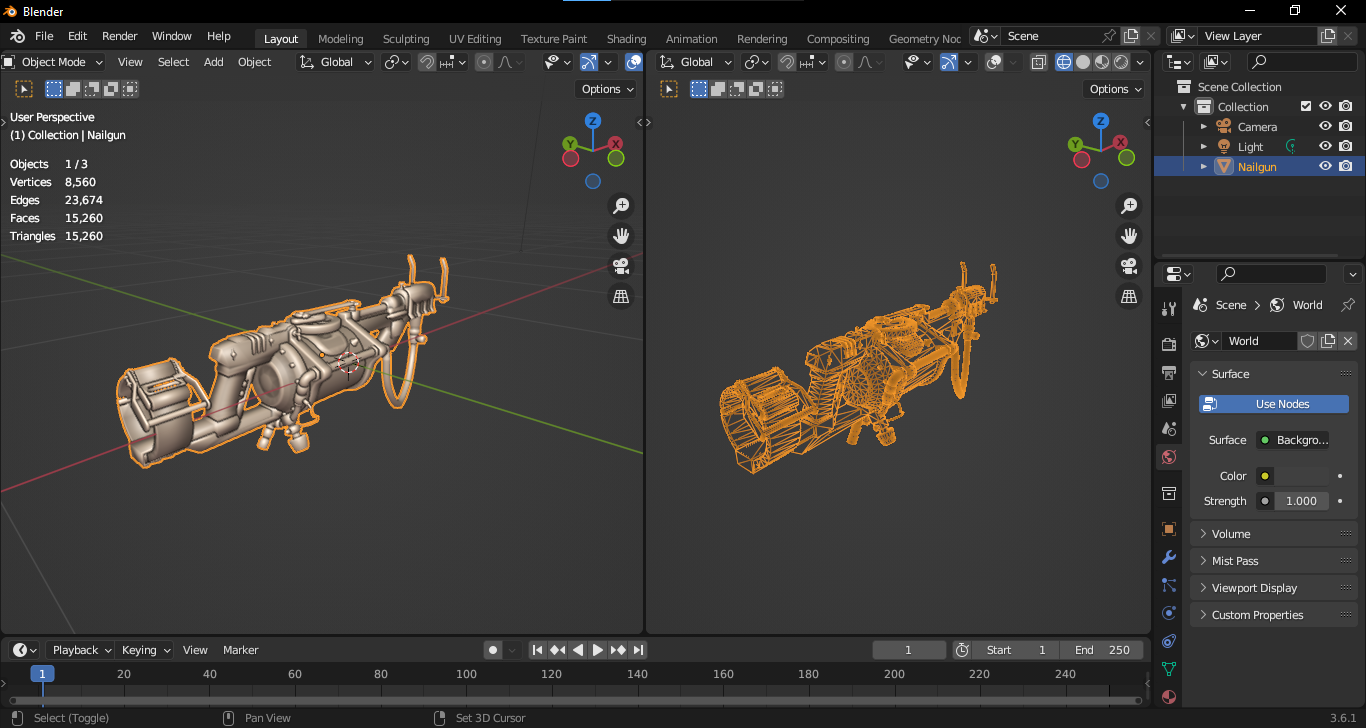 Blender
File Edit Render Window Help Layout Modeling Sculpting UV Editing Texture Paint Shading Animation Rendering Compositing Geometry Noc Scene View Layer
Object Mode View Select Add Object Global Global
Options Options
User Perspective
(1) Collection | Nailgun
Objects 1 / 3
Vertices 8,560
Edges 23,674
Faces 15,260
Triangles 15,260
Z
Y
X
Z
Y
X
Scene Collection
Collection
Camera
Light
Nailgun
Scene > World
World
Surface
Use Nodes
Surface Backgro...
Color
Strength 1.000
Volume
Mist Pass
Viewport Display
Custom Properties
Playback Keying View Marker 1 Start 1 End 250
1 20 40 60 80 100 120 140 160 180 200 220 240
Select (Toggle) Pan View Set 3D Cursor 3.6.1